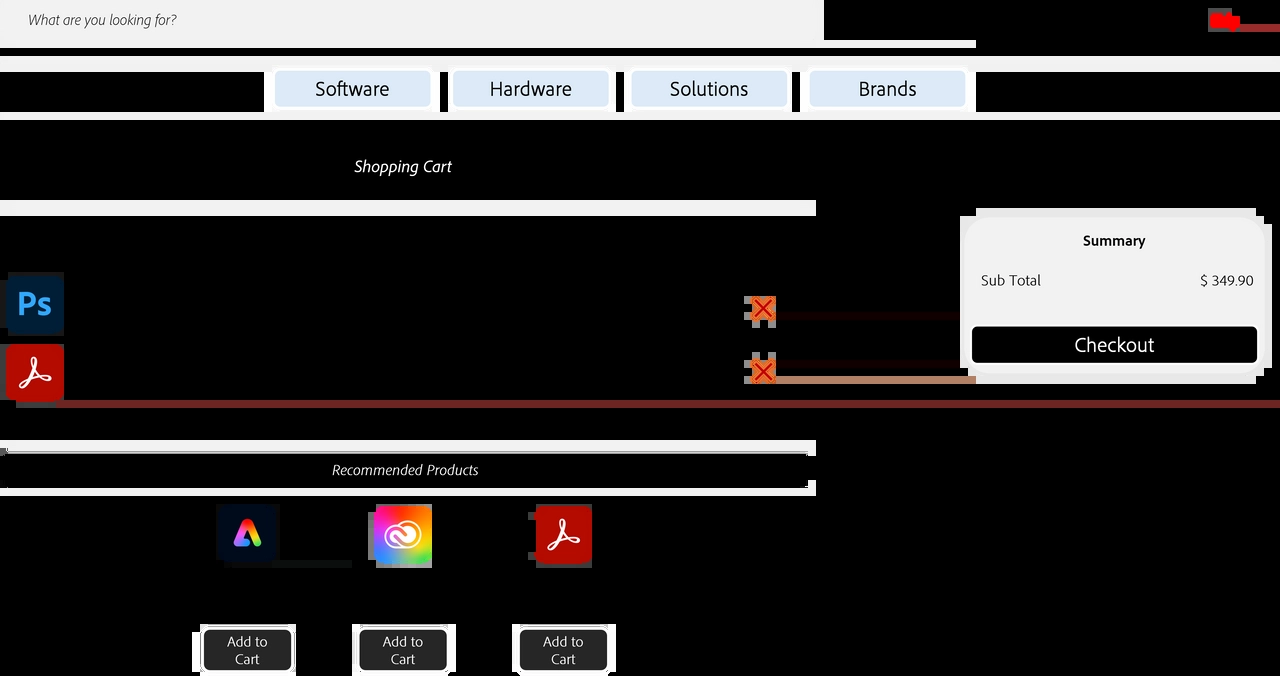 What are you looking for?
Software
Hardware
Solutions
Brands
Shopping Cart
Summary
Sub Total
$ 349.90
Ps
Checkout
Recommended Products
Add to
Cart
Add to
Cart
Add to
Cart